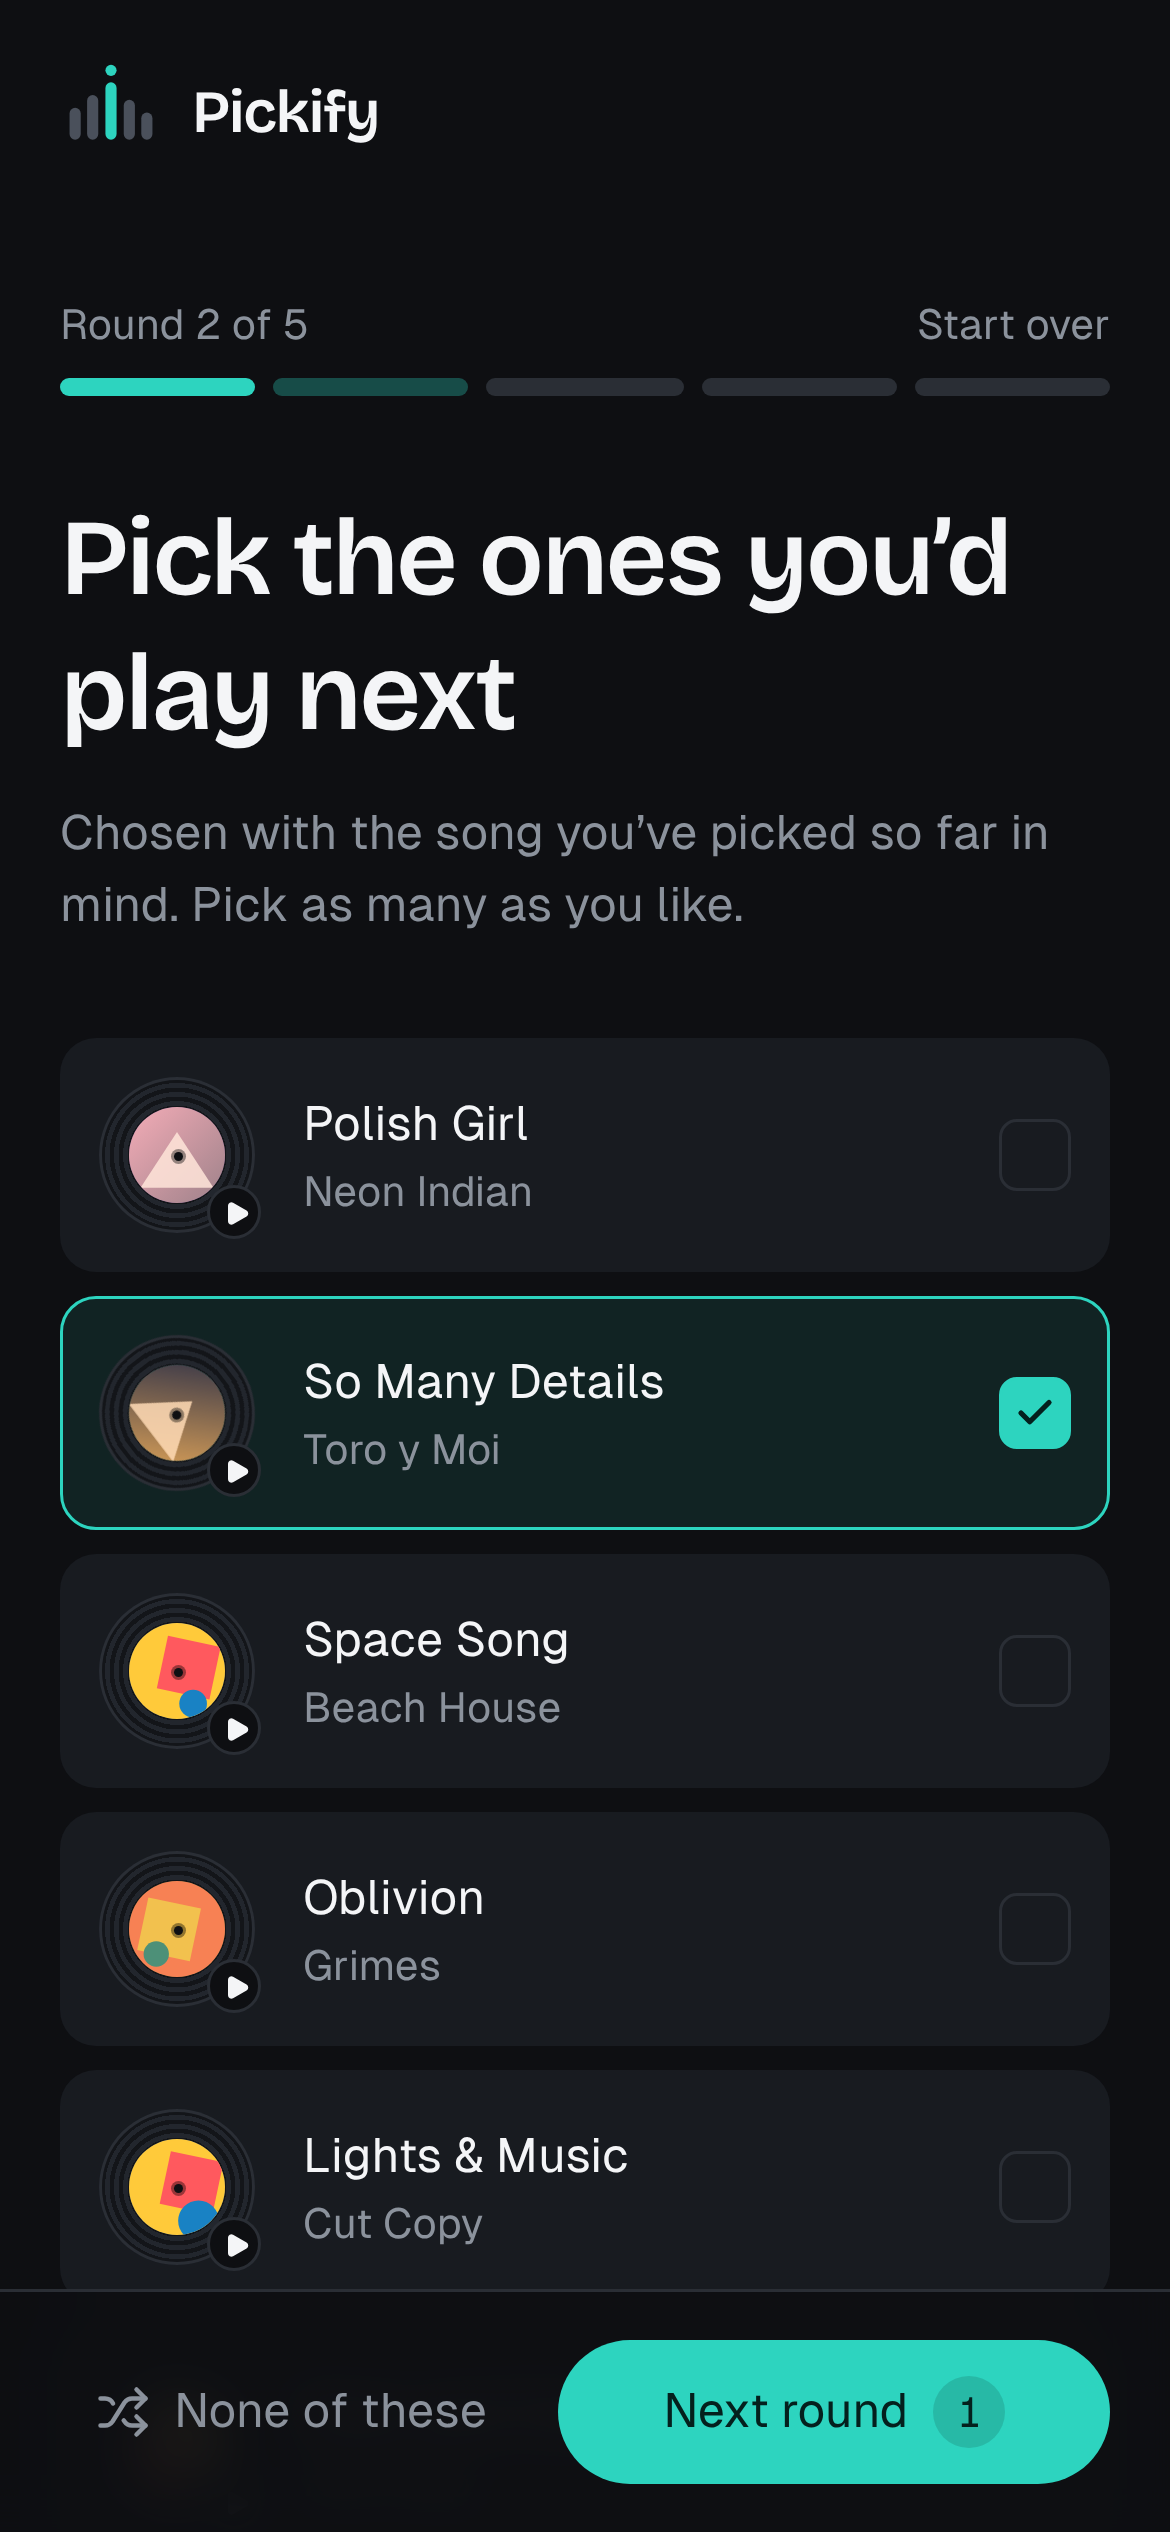 Pickify
Round 2 of 5
Start over
Pick the ones you’d
play next
Chosen with the song you’ve picked so far in
mind. Pick as many as you like.
Polish Girl
Neon Indian
So Many Details
Toro y Moi
Space Song
Beach House
Oblivion
Grimes
Lights & Music
Cut Copy
None of these
Next round 1